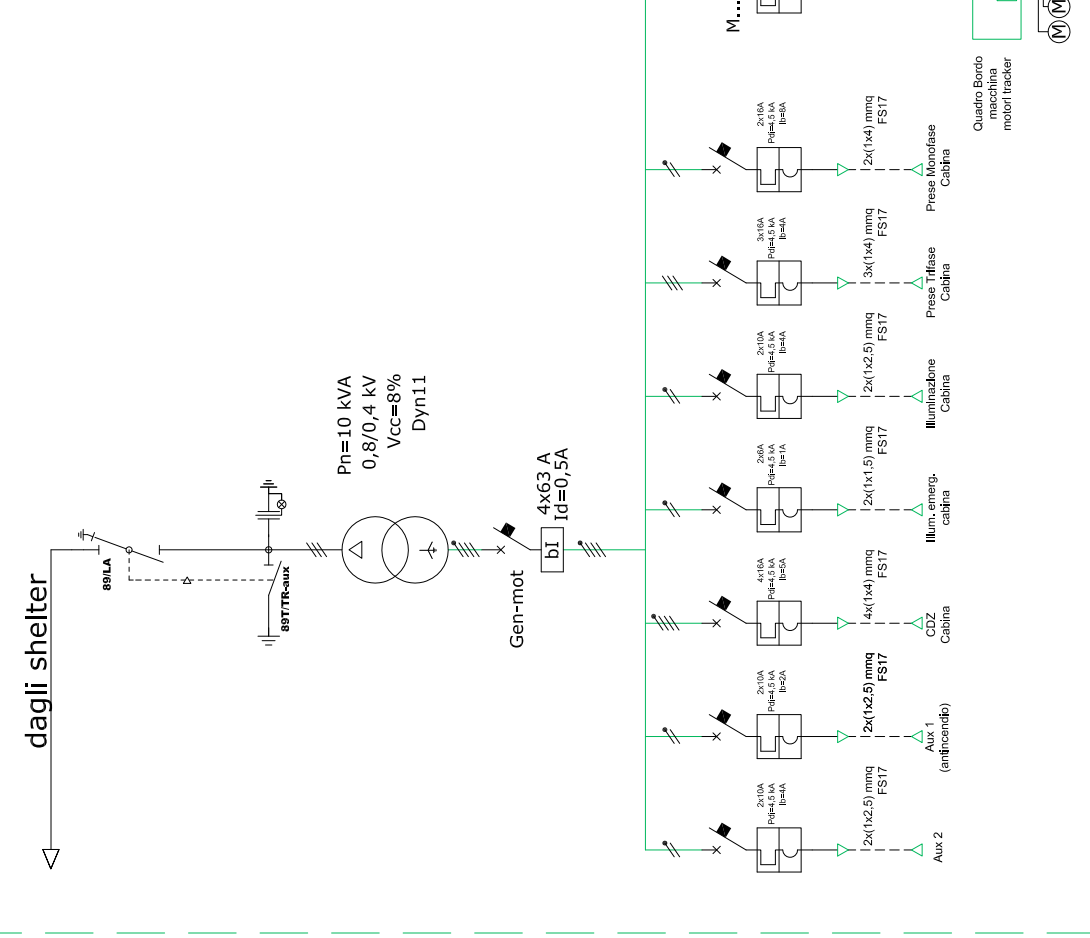 dagli shelter
89/LA
89T/TR-aux
Pn=10 kVA
0,8/0,4 kV
Vcc=8%
Dyn11
Gen-mot
bI
4x63 A
Id=0,5A
M...
M
M
Quadro Bordo
macchina
motori tracker
2x16A
Pdi=4,5 kA
Ib=8A
2x(1x4) mmq
FS17
Prese Monofase
Cabina
3x16A
Pdi=4,5 kA
Ib=4A
3x(1x4) mmq
FS17
Prese Trifase
Cabina
2x10A
Pdi=4,5 kA
Ib=4A
2x(1x2,5) mmq
FS17
Illuminazione
Cabina
2x6A
Pdi=4,5 kA
Ib=1A
2x(1x1,5) mmq
FS17
Illum. emerg.
cabina
4x16A
Pdi=4,5 kA
Ib=5A
4x(1x4) mmq
FS17
CDZ
Cabina
2x10A
Pdi=4,5 kA
Ib=2A
2x(1x2,5) mmq
FS17
Aux 1
(antincendio)
2x10A
Pdi=4,5 kA
Ib=4A
2x(1x2,5) mmq
FS17
Aux 2